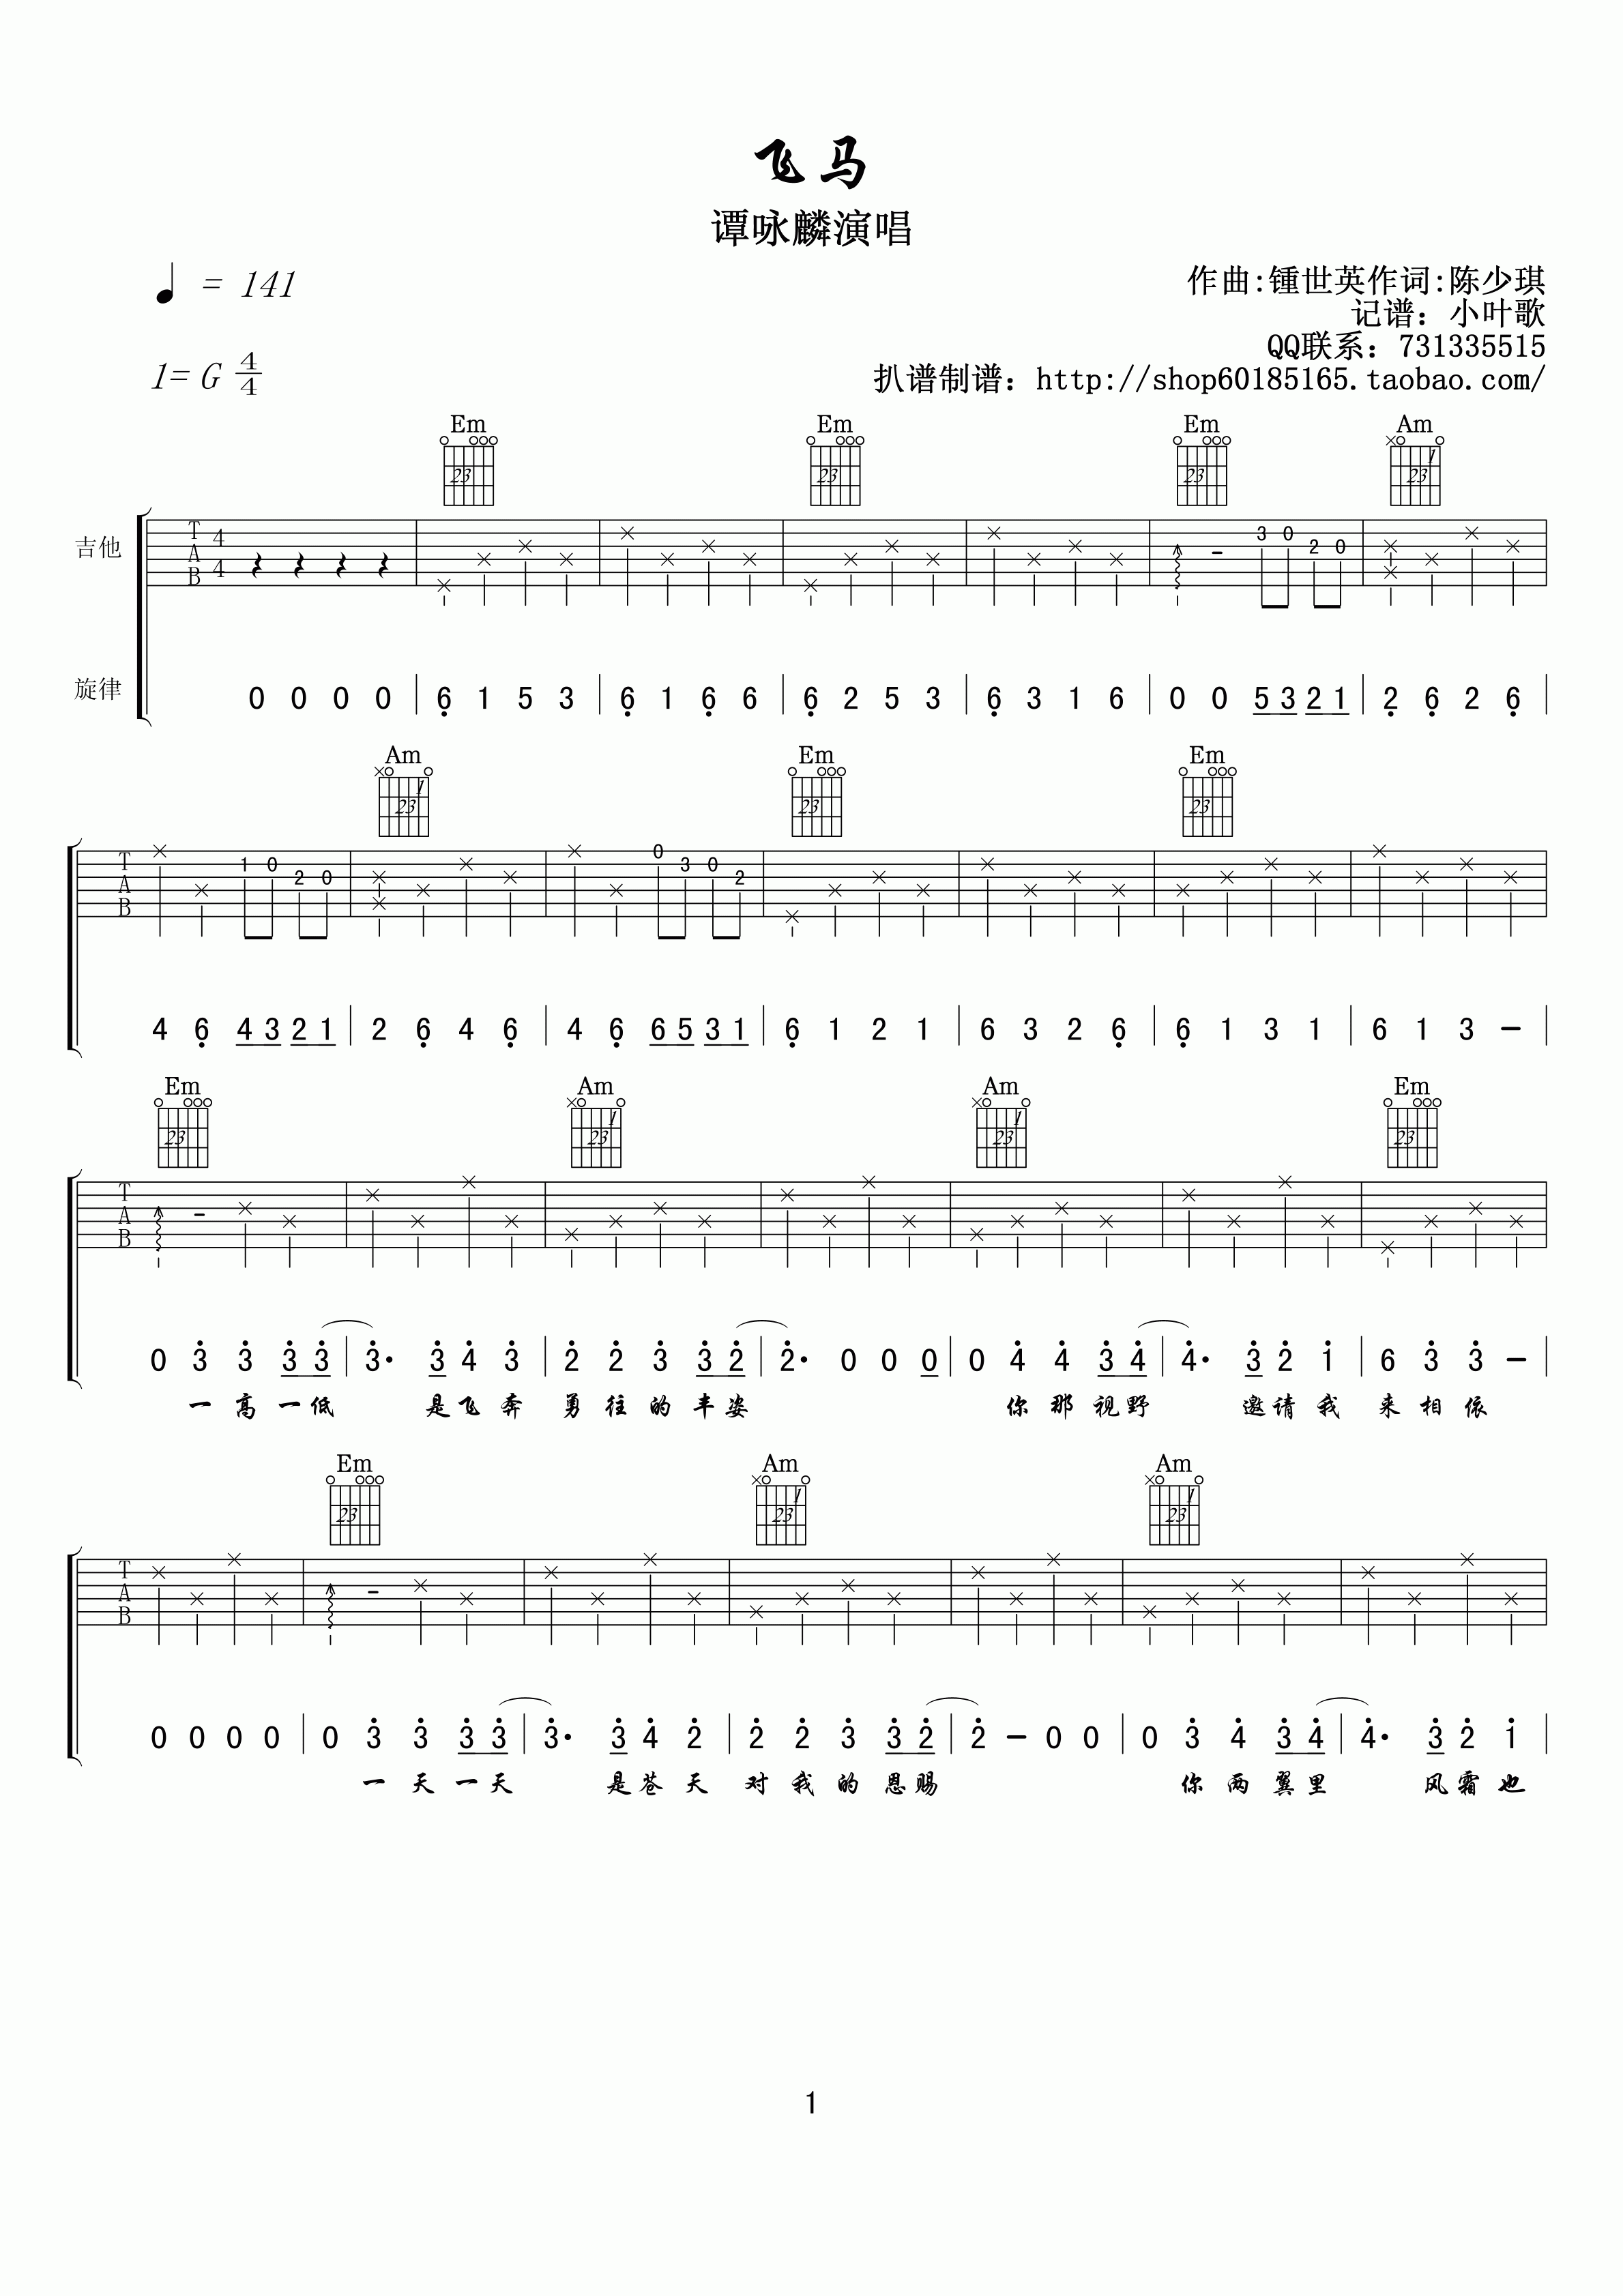 飞马
谭咏麟演唱
♩ = 141
作曲:锺世英作词:陈少琪
记谱：小叶歌
QQ联系：731335515
1= G 4/4
扒谱制谱：http://shop60185165.taobao.com/
Em Em Em Am
吉他 T A B 4 4 3 0 2 0
旋律 0 0 0 0 | 6 1 5 3 | 6 1 6 6 | 6 2 5 3 | 6 3 1 6 | 0 0 5 3 2 1 | 2 6 2 6 |
Am Em Em
T A B 1 0 2 0 0 3 0 2
4 6 4 3 2 1 | 2 6 4 6 | 4 6 6 5 3 1 | 6 1 2 1 | 6 3 2 6 | 6 1 3 1 | 6 1 3 - |
Em Am Am Em
T A B
0 3 3 3 3 | 3· 3 4 3 | 2 2 3 3 2 | 2· 0 0 0 | 0 4 4 3 4 | 4· 3 2 1 | 6 3 3 - |
一 高 一 低 是 飞 奔 勇 往 的 丰 姿 你 那 视 野 邀 请 我 来 相 依
Em Am Am
T A B
0 0 0 0 | 0 3 3 3 3 | 3· 3 4 2 | 2 2 3 3 2 | 2 - 0 0 | 0 3 4 3 4 | 4· 3 2 1 |
一 天 一 天 是 苍 天 对 我 的 恩 赐 你 两 翼 里 风 霜 也
1